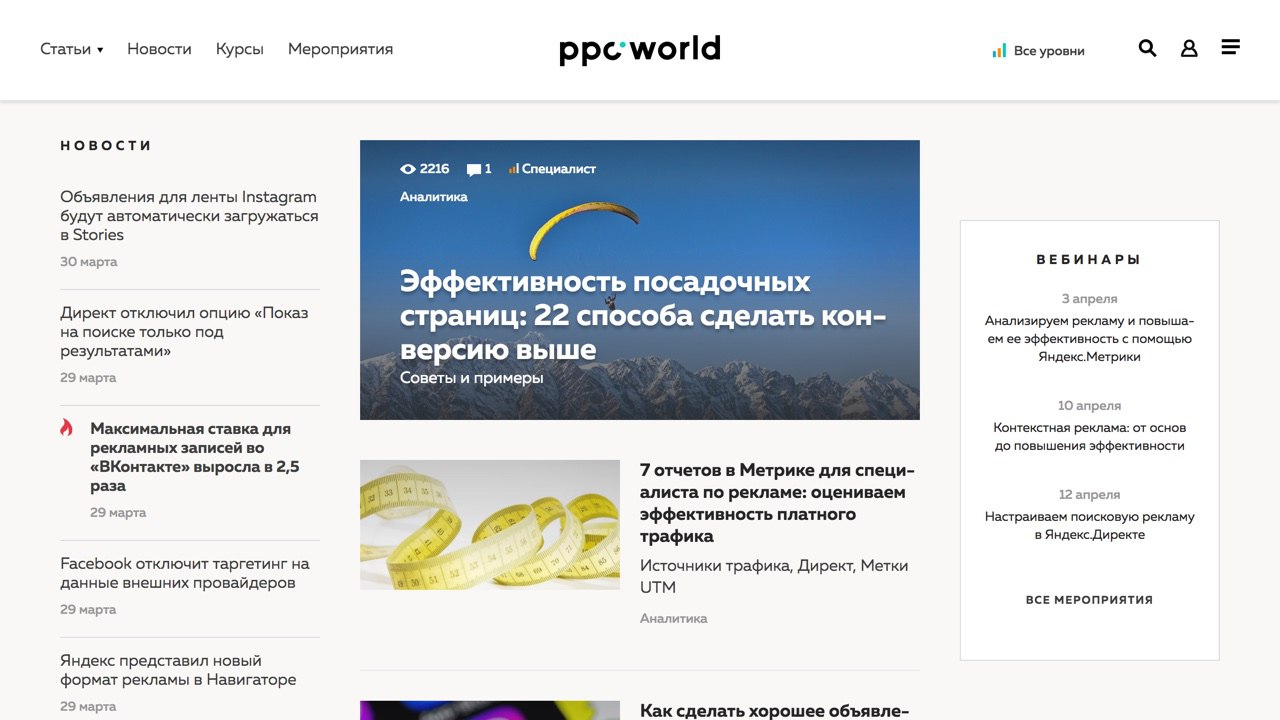 Статьи ▾ Новости Курсы Мероприятия
ppc world
Все уровни
НОВОСТИ
Объявления для ленты Instagram
будут автоматически загружаться
в Stories
30 марта
Директ отключил опцию «Показ
на поиске только под
результатами»
29 марта
Максимальная ставка для
рекламных записей во
«ВКонтакте» выросла в 2,5
раза
29 марта
Facebook отключит таргетинг на
данные внешних провайдеров
29 марта
Яндекс представил новый
формат рекламы в Навигаторе
29 марта
2216 1 Специалист
Аналитика
Эффективность посадочных
страниц: 22 способа сделать кон-
версию выше
Советы и примеры
7 отчетов в Метрике для специ-
алиста по рекламе: оцениваем
эффективность платного
трафика
Источники трафика, Директ, Метки
UTM
Аналитика
Как сделать хорошее объявле-
ВЕБИНАРЫ
3 апреля
Анализируем рекламу и повыша-
ем ее эффективность с помощью
Яндекс.Метрики
10 апреля
Контекстная реклама: от основ
до повышения эффективности
12 апреля
Настраиваем поисковую рекламу
в Яндекс.Директе
ВСЕ МЕРОПРИЯТИЯ